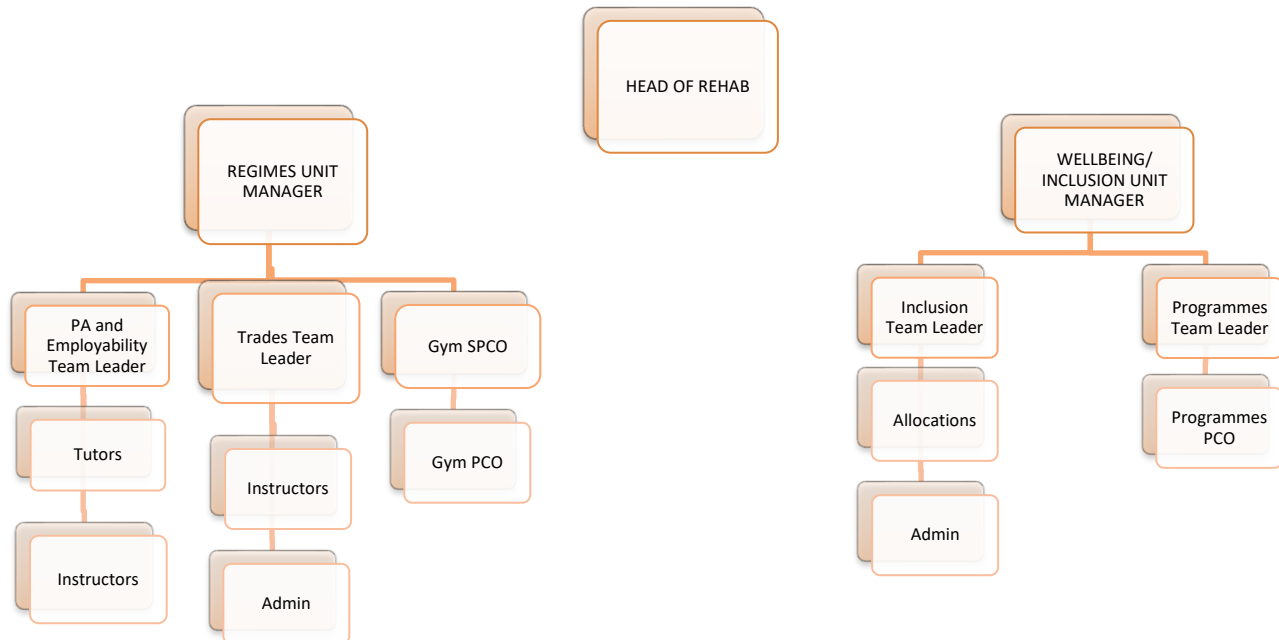 HEAD OF REHAB
REGIMES UNIT
MANAGER
WELLBEING/
INCLUSION UNIT
MANAGER
PA and
Employability
Team Leader
Trades Team
Leader
Gym SPCO
Inclusion
Team Leader
Programmes
Team Leader
Tutors
Instructors
Gym PCO
Allocations
Programmes
PCO
Instructors
Admin
Admin